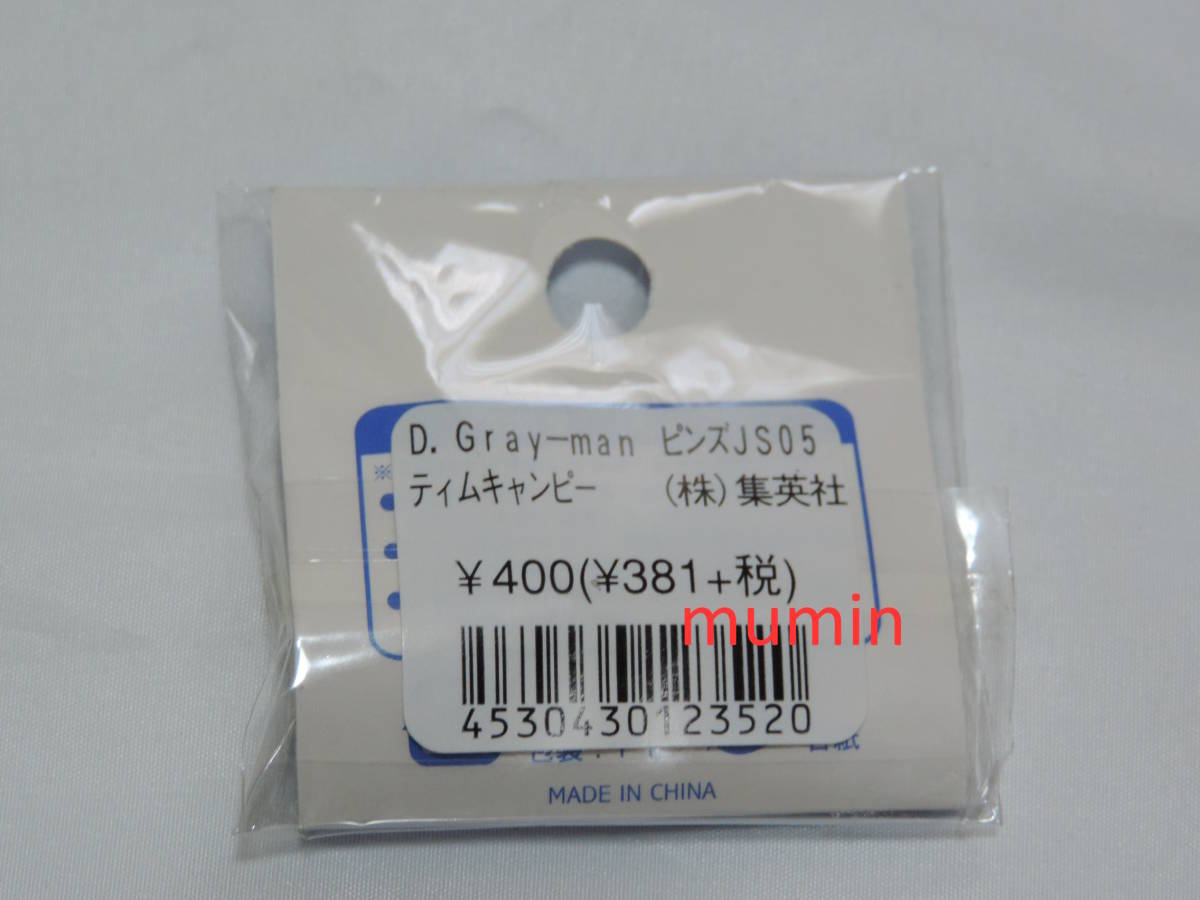 ※
D.Gray-man ピンズJS05
ティムキャンピー (株)集英社
¥400(¥381+税)
mumin
4530430123520
MADE IN CHINA